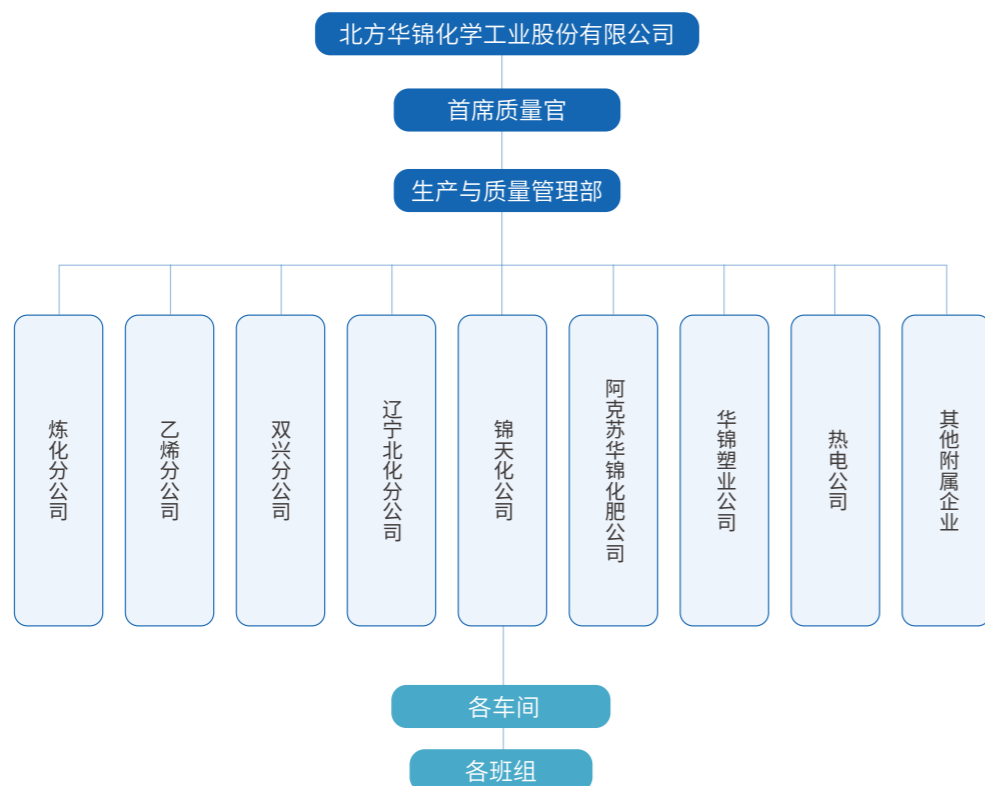 北方华锦化学工业股份有限公司
首席质量官
生产与质量管理部
炼化分公司
乙烯分公司
双兴分公司
辽宁北化分公司
锦天化公司
阿克苏华锦化肥公司
华锦塑业公司
热电公司
其他附属企业
各车间
各班组